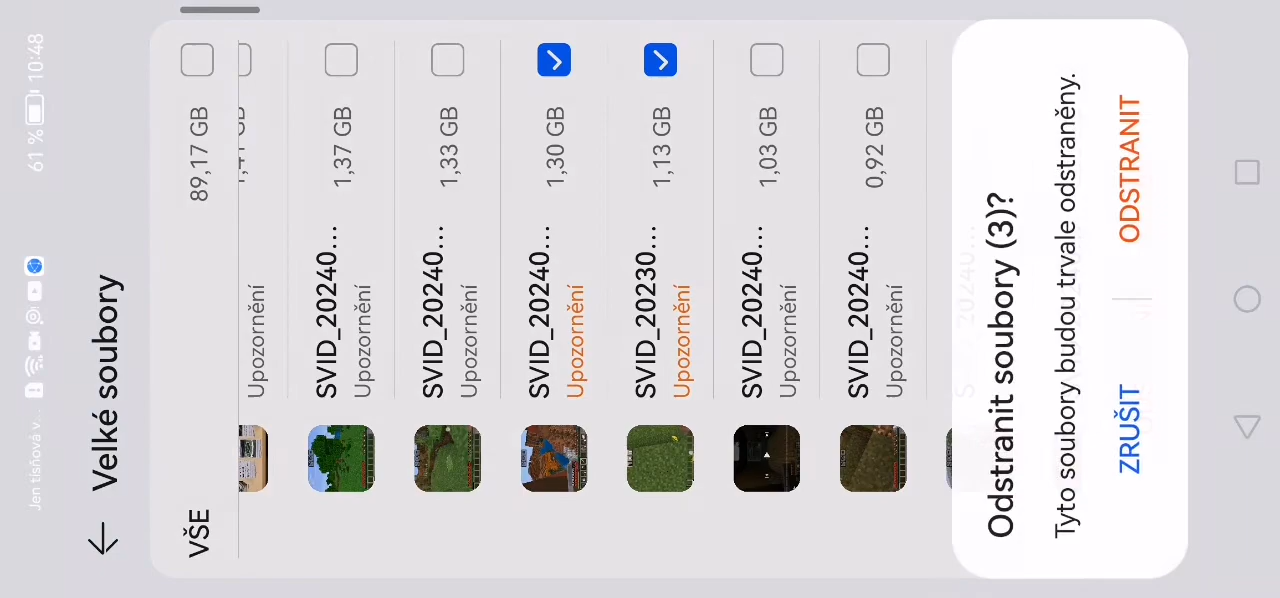 Jen tísňová v...
61 % 10:48
Velké soubory
VŠE
89,17 GB
Upozornění
SVID_20240...
1,37 GB
Upozornění
SVID_20240...
1,33 GB
Upozornění
SVID_20240...
1,30 GB
Upozornění
SVID_20230...
1,13 GB
Upozornění
SVID_20240...
1,03 GB
Upozornění
SVID_20240...
0,92 GB
Upozornění
Odstranit soubory (3)?
Tyto soubory budou trvale odstraněny.
ZRUŠIT
ODSTRANIT